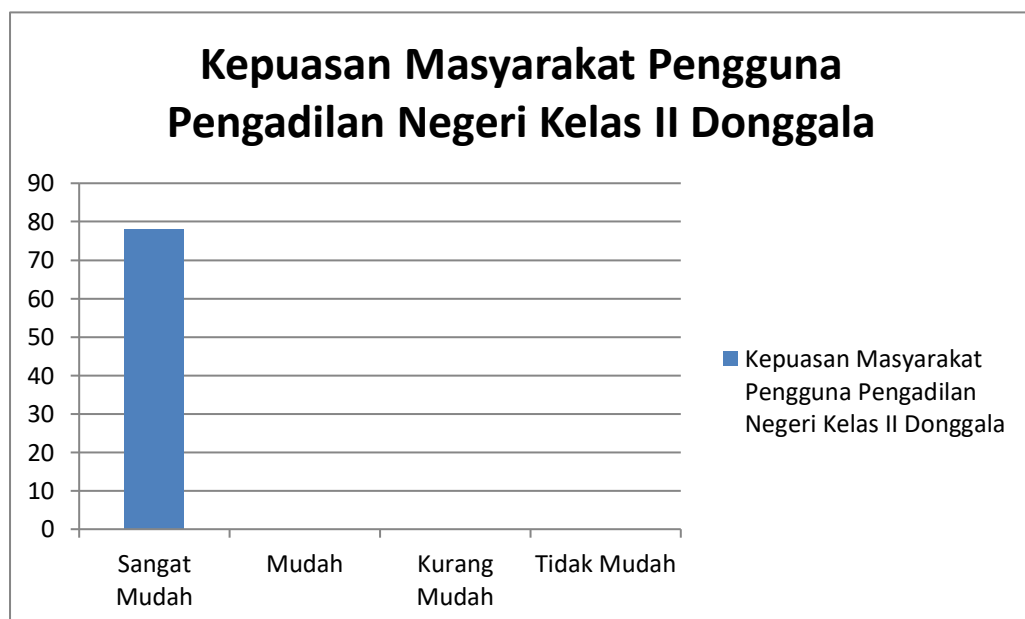 Kepuasan Masyarakat Pengguna
Pengadilan Negeri Kelas II Donggala
90
80
70
60
50
40
30
20
10
0
Sangat
Mudah
Mudah
Kurang
Mudah
Tidak Mudah
Kepuasan Masyarakat
Pengguna Pengadilan
Negeri Kelas II Donggala